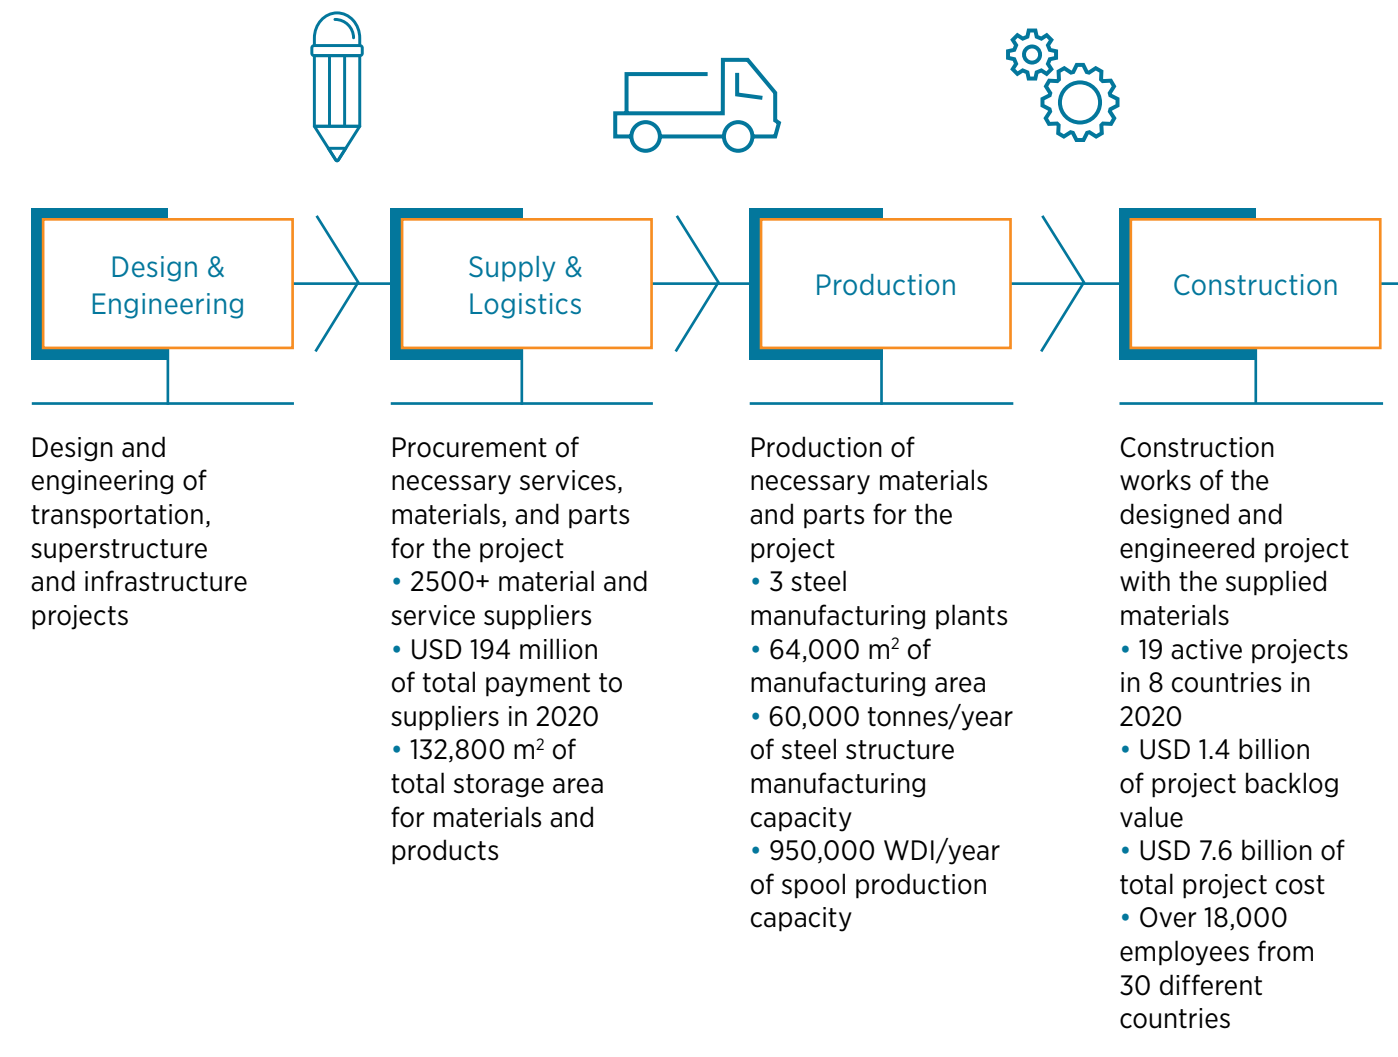 Design &
Engineering
Supply &
Logistics
Production
Construction
Design and
engineering of
transportation,
superstructure
and infrastructure
projects
Procurement of
necessary services,
materials, and parts
for the project
• 2500+ material and
service suppliers
• USD 194 million
of total payment to
suppliers in 2020
• 132,800 m² of
total storage area
for materials and
products
Production of
necessary materials
and parts for the
project
• 3 steel
manufacturing plants
• 64,000 m² of
manufacturing area
• 60,000 tonnes/year
of steel structure
manufacturing
capacity
• 950,000 WDI/year
of spool production
capacity
Construction
works of the
designed and
engineered project
with the supplied
materials
• 19 active projects
in 8 countries in
2020
• USD 1.4 billion
of project backlog
value
• USD 7.6 billion of
total project cost
• Over 18,000
employees from
30 different
countries